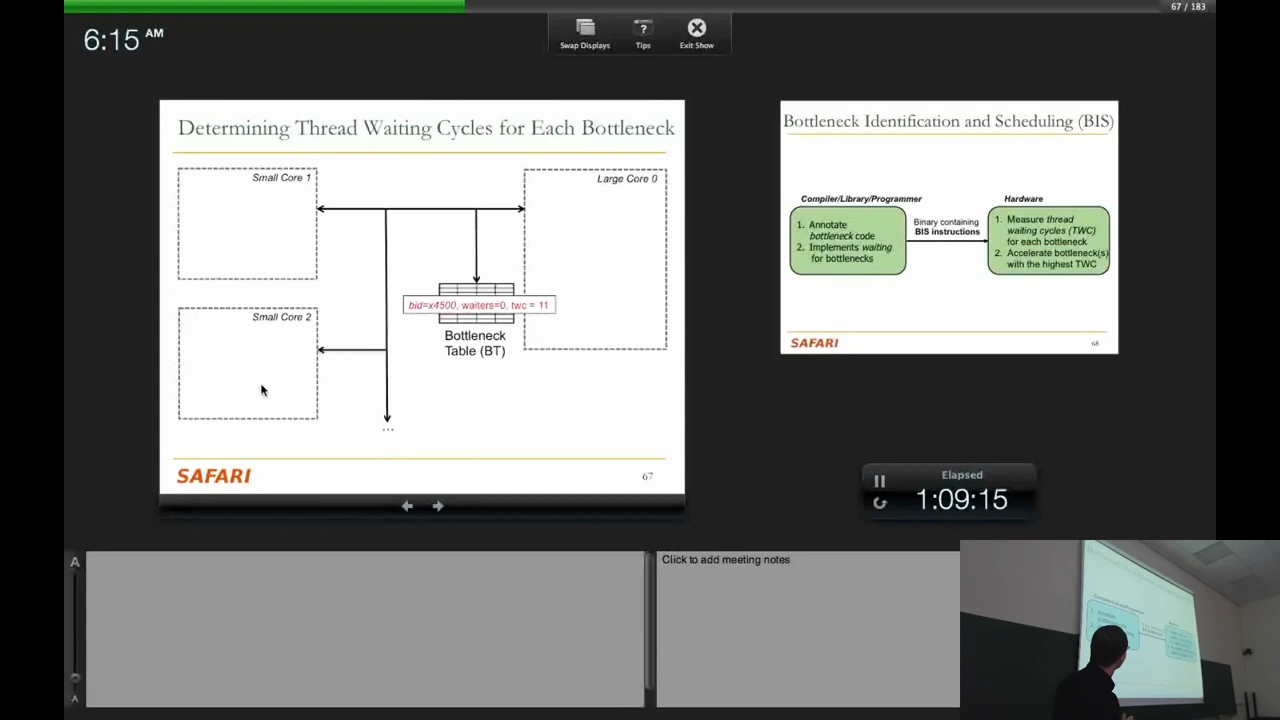 67 / 183
6:15 AM
Swap Displays
Tips
Exit Show
Determining Thread Waiting Cycles for Each Bottleneck
Small Core 1
Large Core 0
bid=x4500, waiters=0, twc = 11
Bottleneck
Table (BT)
Small Core 2
...
SAFARI
67
Bottleneck Identification and Scheduling (BIS)
Compiler/Library/Programmer
1. Annotate
bottleneck code
2. Implements waiting
for bottlenecks
Binary containing
BIS instructions
Hardware
1. Measure thread
waiting cycles (TWC)
for each bottleneck
2. Accelerate bottleneck(s)
with the highest TWC
SAFARI
68
Elapsed
1:09:15
A
A
Click to add meeting notes